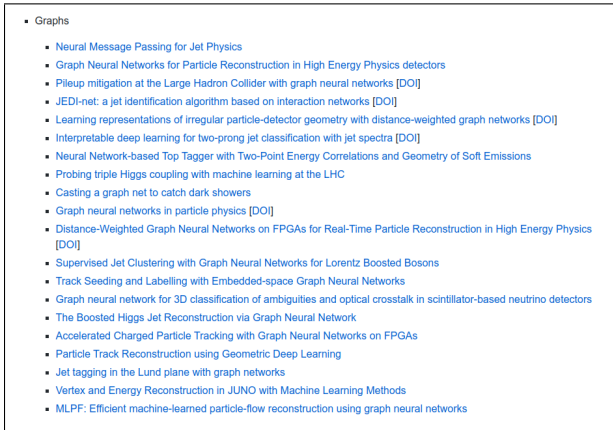 Graphs
Neural Message Passing for Jet Physics
Graph Neural Networks for Particle Reconstruction in High Energy Physics detectors
Pileup mitigation at the Large Hadron Collider with graph neural networks [DOI]
JEDI-net: a jet identification algorithm based on interaction networks [DOI]
Learning representations of irregular particle-detector geometry with distance-weighted graph networks [DOI]
Interpretable deep learning for two-prong jet classification with jet spectra [DOI]
Neural Network-based Top Tagger with Two-Point Energy Correlations and Geometry of Soft Emissions
Probing triple Higgs coupling with machine learning at the LHC
Casting a graph net to catch dark showers
Graph neural networks in particle physics [DOI]
Distance-Weighted Graph Neural Networks on FPGAs for Real-Time Particle Reconstruction in High Energy Physics
[DOI]
Supervised Jet Clustering with Graph Neural Networks for Lorentz Boosted Bosons
Track Seeding and Labelling with Embedded-space Graph Neural Networks
Graph neural network for 3D classification of ambiguities and optical crosstalk in scintillator-based neutrino detectors
The Boosted Higgs Jet Reconstruction via Graph Neural Network
Accelerated Charged Particle Tracking with Graph Neural Networks on FPGAs
Particle Track Reconstruction using Geometric Deep Learning
Jet tagging in the Lund plane with graph networks
Vertex and Energy Reconstruction in JUNO with Machine Learning Methods
MLPF: Efficient machine-learned particle-flow reconstruction using graph neural networks